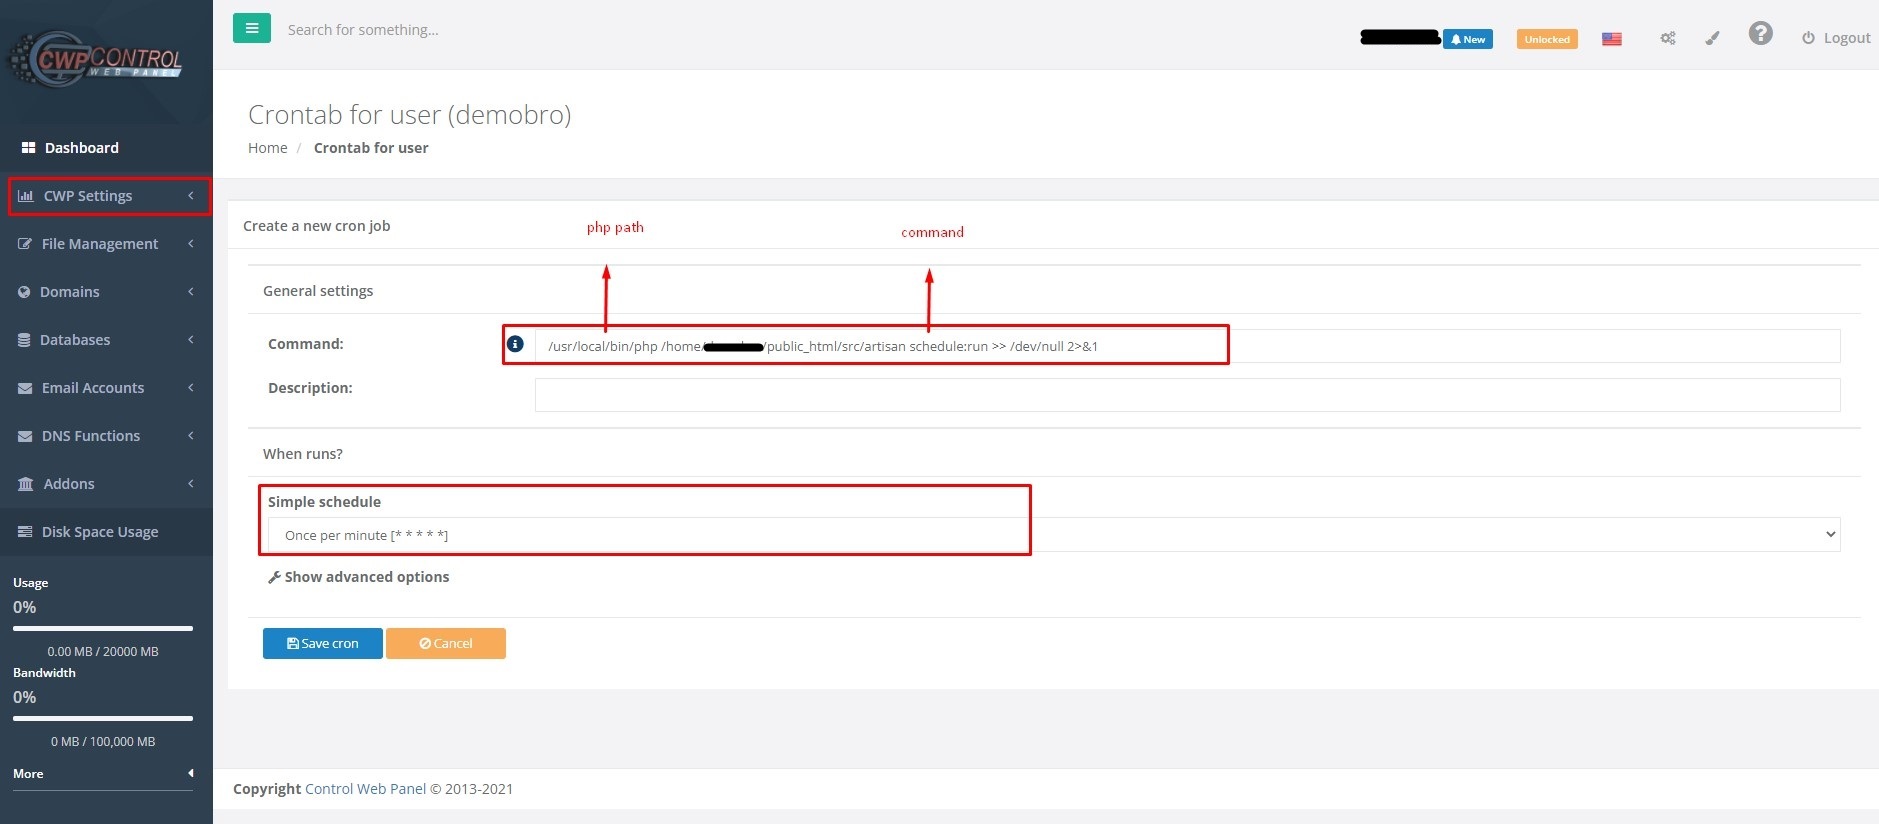 CWP CONTROL
WEB PANEL
Search for something...
New
Unlocked
?
Logout
Crontab for user (demobro)
Home / Crontab for user
Dashboard
CWP Settings
File Management
Domains
Databases
Email Accounts
DNS Functions
Addons
Disk Space Usage
Usage
0%
0.00 MB / 20000 MB
Bandwidth
0%
0 MB / 100,000 MB
More
Create a new cron job
php path
command
General settings
Command:
/usr/local/bin/php /home/ /public_html/src/artisan schedule:run >> /dev/null 2>&1
Description:
When runs?
Simple schedule
Once per minute [* * * * *]
Show advanced options
Save cron
Cancel
Copyright Control Web Panel © 2013-2021